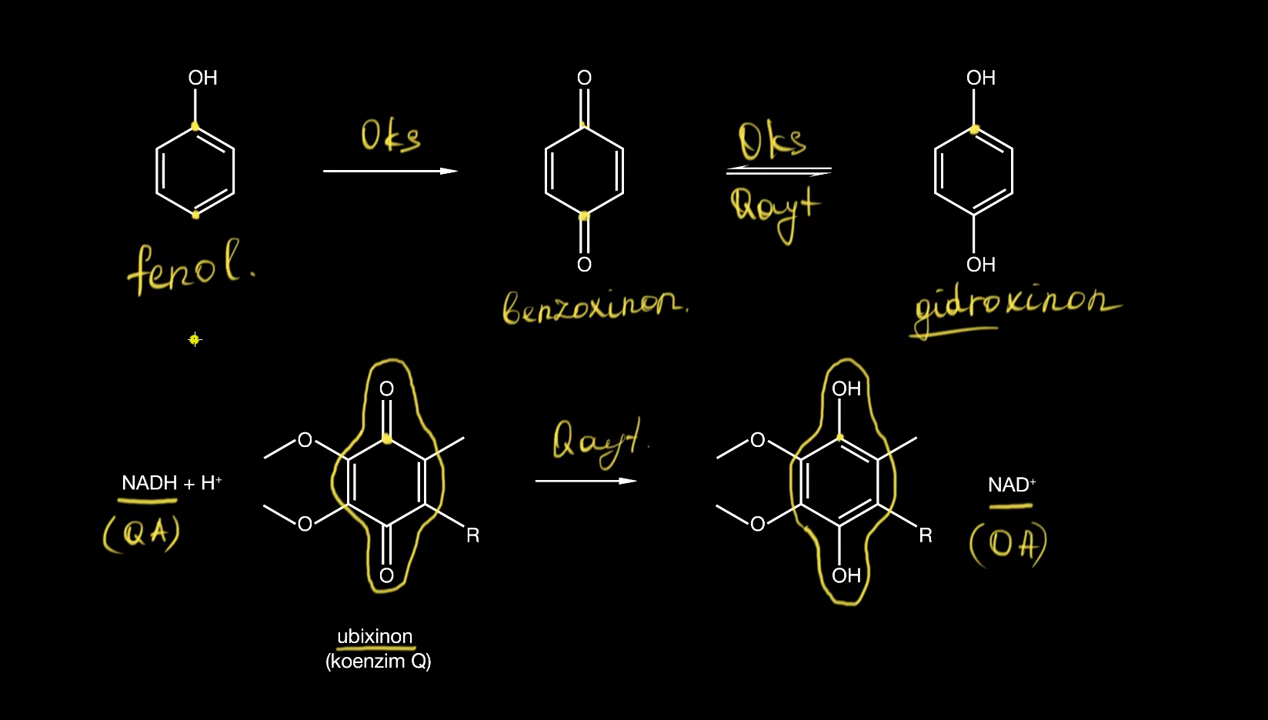 OH
O
OH
Oks
Oks
Qayt
O
OH
fenol.
benzoxinon.
gidroxinon
O
OH
O
O
Qayt.
NADH + H⁺
NAD⁺
(QA)
O
R
O
R
(OA)
O
OH
ubixinon
(koenzim Q)